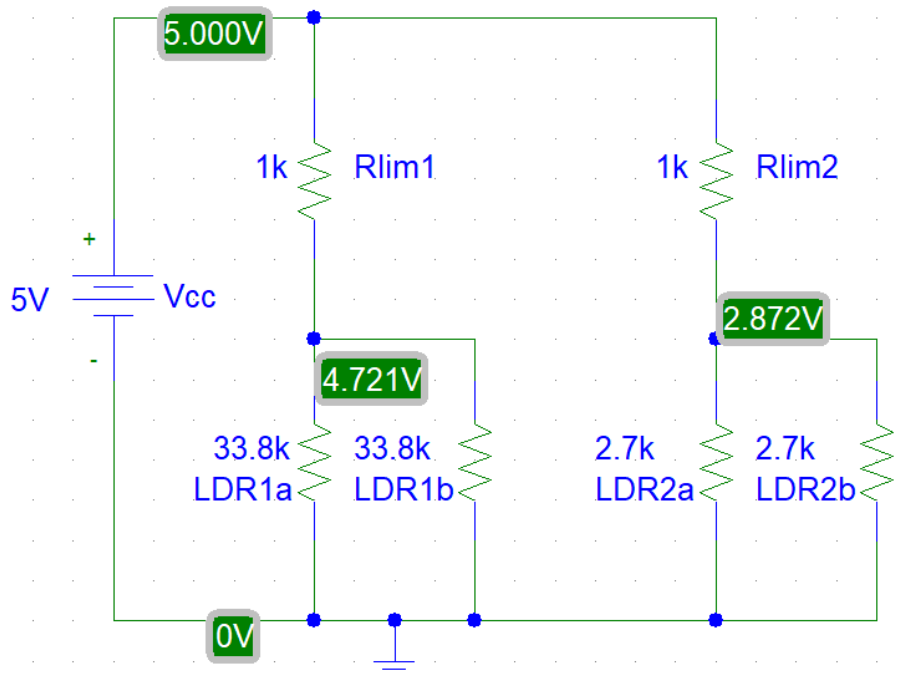 5.000V
1k Rlim1
1k Rlim2
+
5V Vcc
-
2.872V
4.721V
33.8k
LDR1a
33.8k
LDR1b
2.7k
LDR2a
2.7k
LDR2b
0V